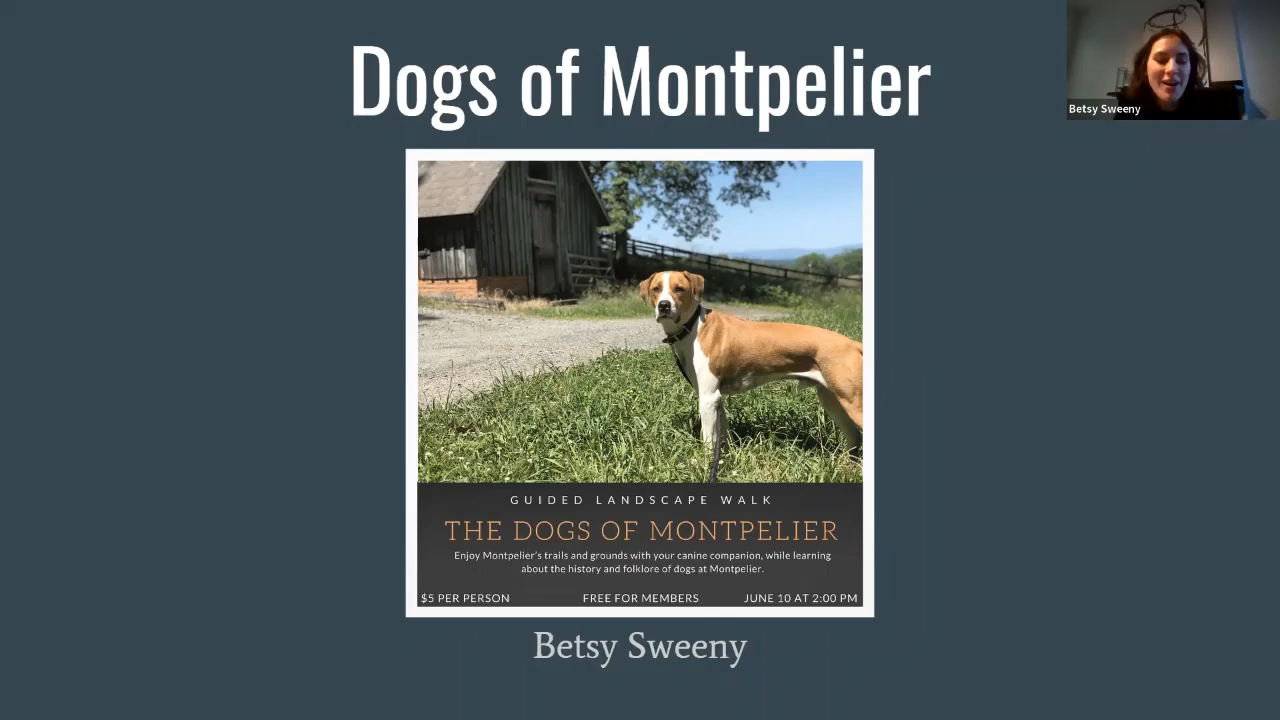 Dogs of Montpelier
Betsy Sweeny
GUIDED LANDSCAPE WALK
THE DOGS OF MONTPELIER
Enjoy Montpelier's trails and grounds with your canine companion, while learning
about the history and folklore of dogs at Montpelier.
$5 PER PERSON FREE FOR MEMBERS JUNE 10 AT 2:00 PM
Betsy Sweeny